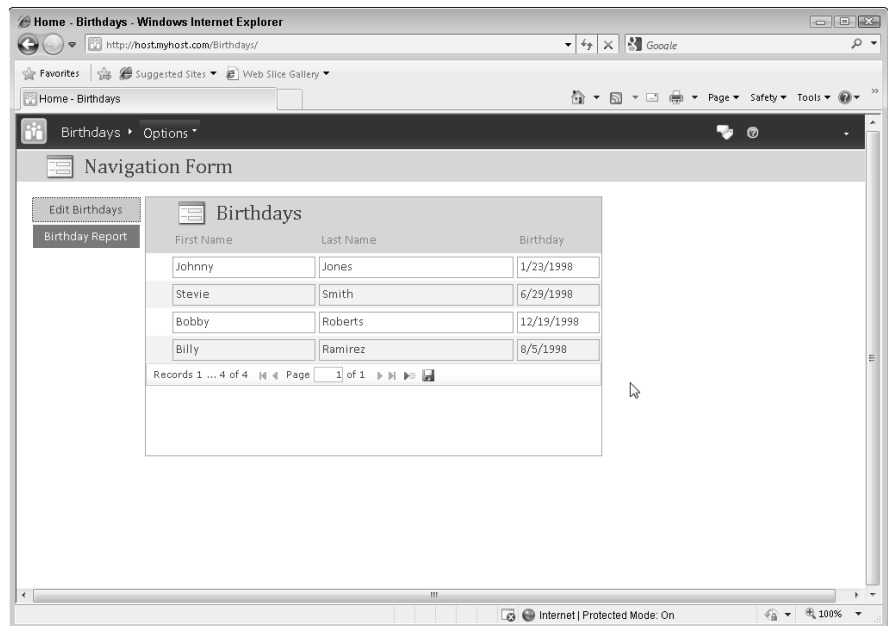 Home - Birthdays - Windows Internet Explorer
http://host.myhost.com/Birthdays/
Google
Favorites
Suggested Sites
Web Slice Gallery
Home - Birthdays
Page
Safety
Tools
Birthdays
Options
Navigation Form
Edit Birthdays
Birthday Report
Birthdays
First Name Last Name Birthday
Johnny Jones 1/23/1998
Stevie Smith 6/29/1998
Bobby Roberts 12/19/1998
Billy Ramirez 8/5/1998
Records 1 ... 4 of 4 Page 1 of 1
Internet | Protected Mode: On
100%